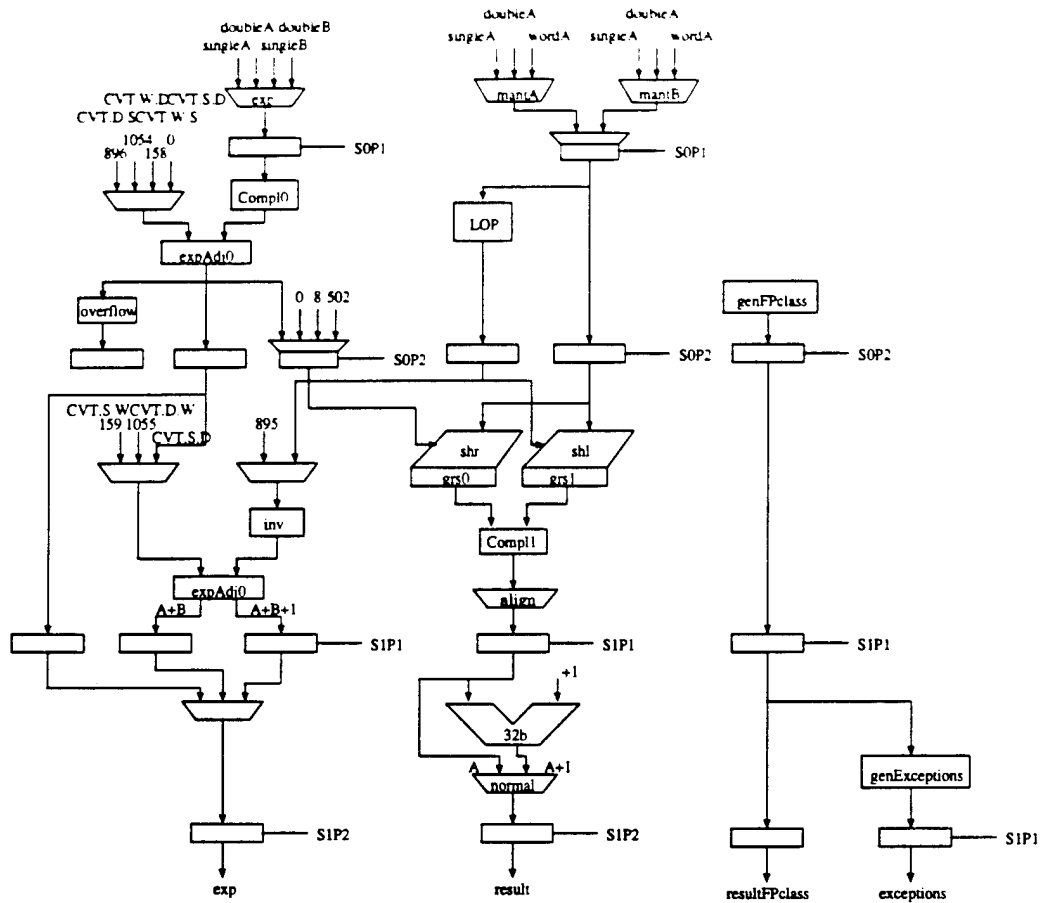 doubleA doubleB
singleA singleB
doubleA
singleA wordA
doubleA
singleA wordA
exp
mantA
mantB
CVT.W.D CVT.S.D
CVT.D.S CVT.W.S
1054 0
896 158
S0P1
S0P1
Compl0
LOP
expAdj0
overflow
0 8 502
genFPclass
S0P2
S0P2
S0P2
CVT.S.W CVT.D.W
159 1055
CVT.S.D
895
shr
shl
grs0
grs1
inv
Compl1
expAdj0
align
A+B
A+B+1
S1P1
S1P1
S1P1
+1
32b
A
A+1
normal
genExceptions
S1P2
S1P2
S1P1
exp
result
resultFPclass
exceptions